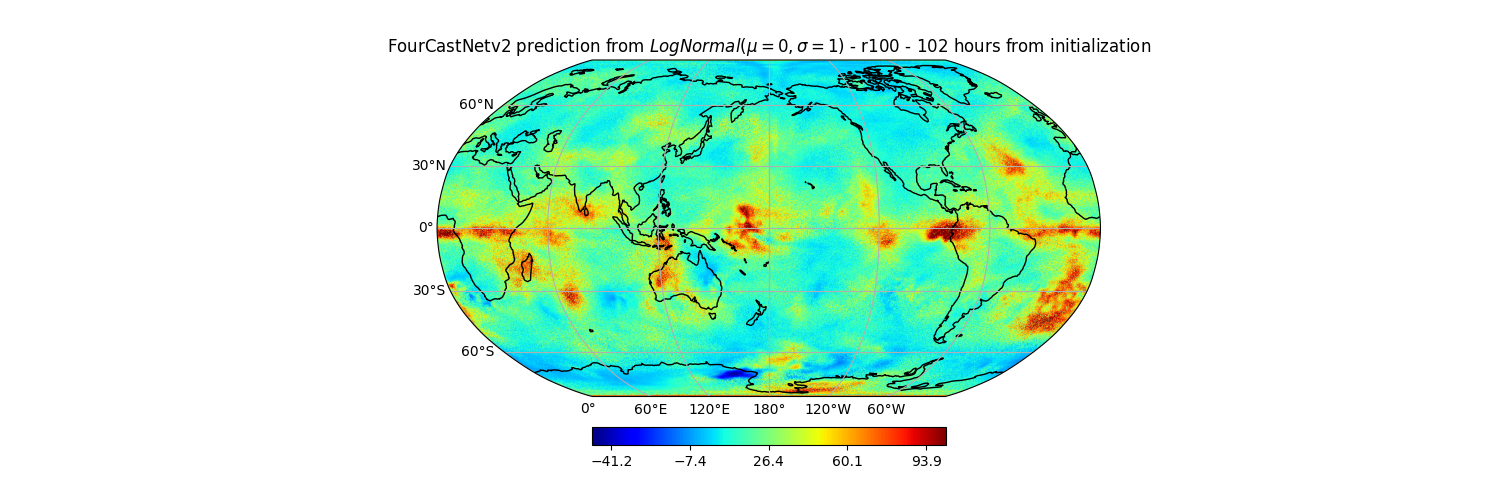 FourCastNetv2 prediction from LogNormal(μ = 0, σ = 1) - r100 - 102 hours from initialization
60°N
30°N
0°
30°S
60°S
0° 60°E 120°E 180° 120°W 60°W
−41.2 −7.4 26.4 60.1 93.9